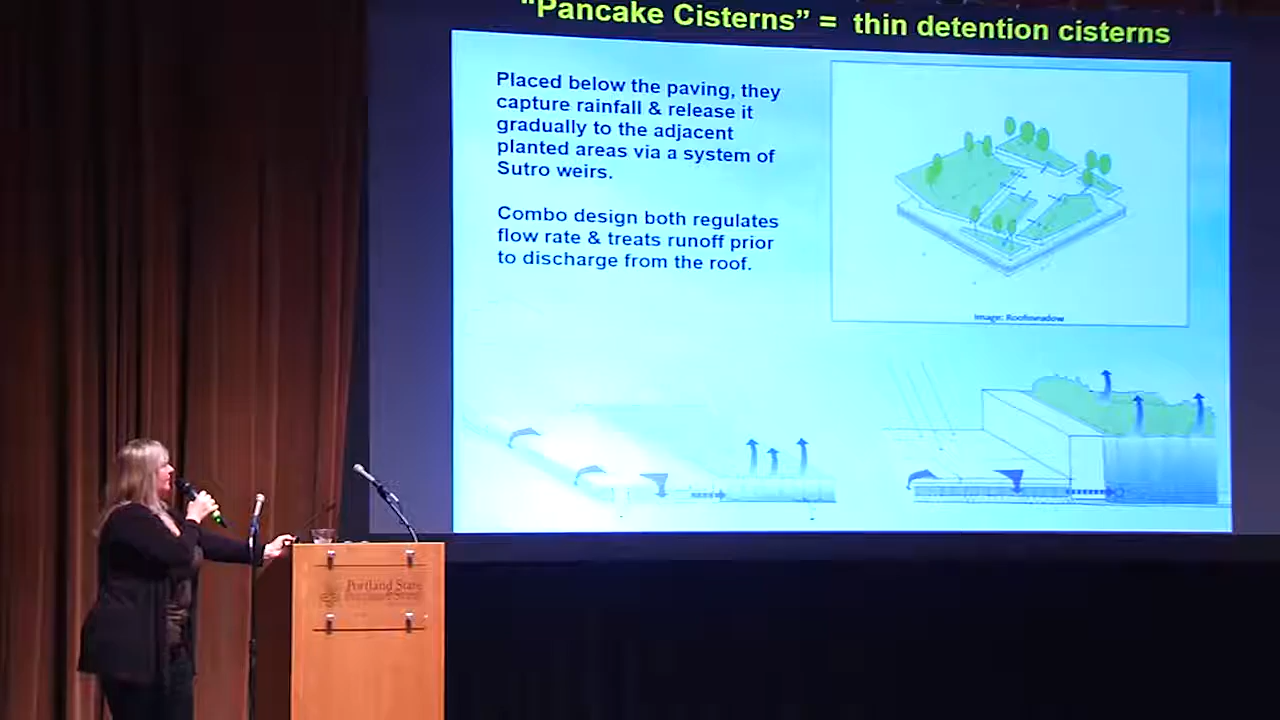 "Pancake Cisterns" = thin detention cisterns
Placed below the paving, they
capture rainfall & release it
gradually to the adjacent
planted areas via a system of
Sutro weirs.
Combo design both regulates
flow rate & treats runoff prior
to discharge from the roof.
Image: Roofmeadow
Portland State